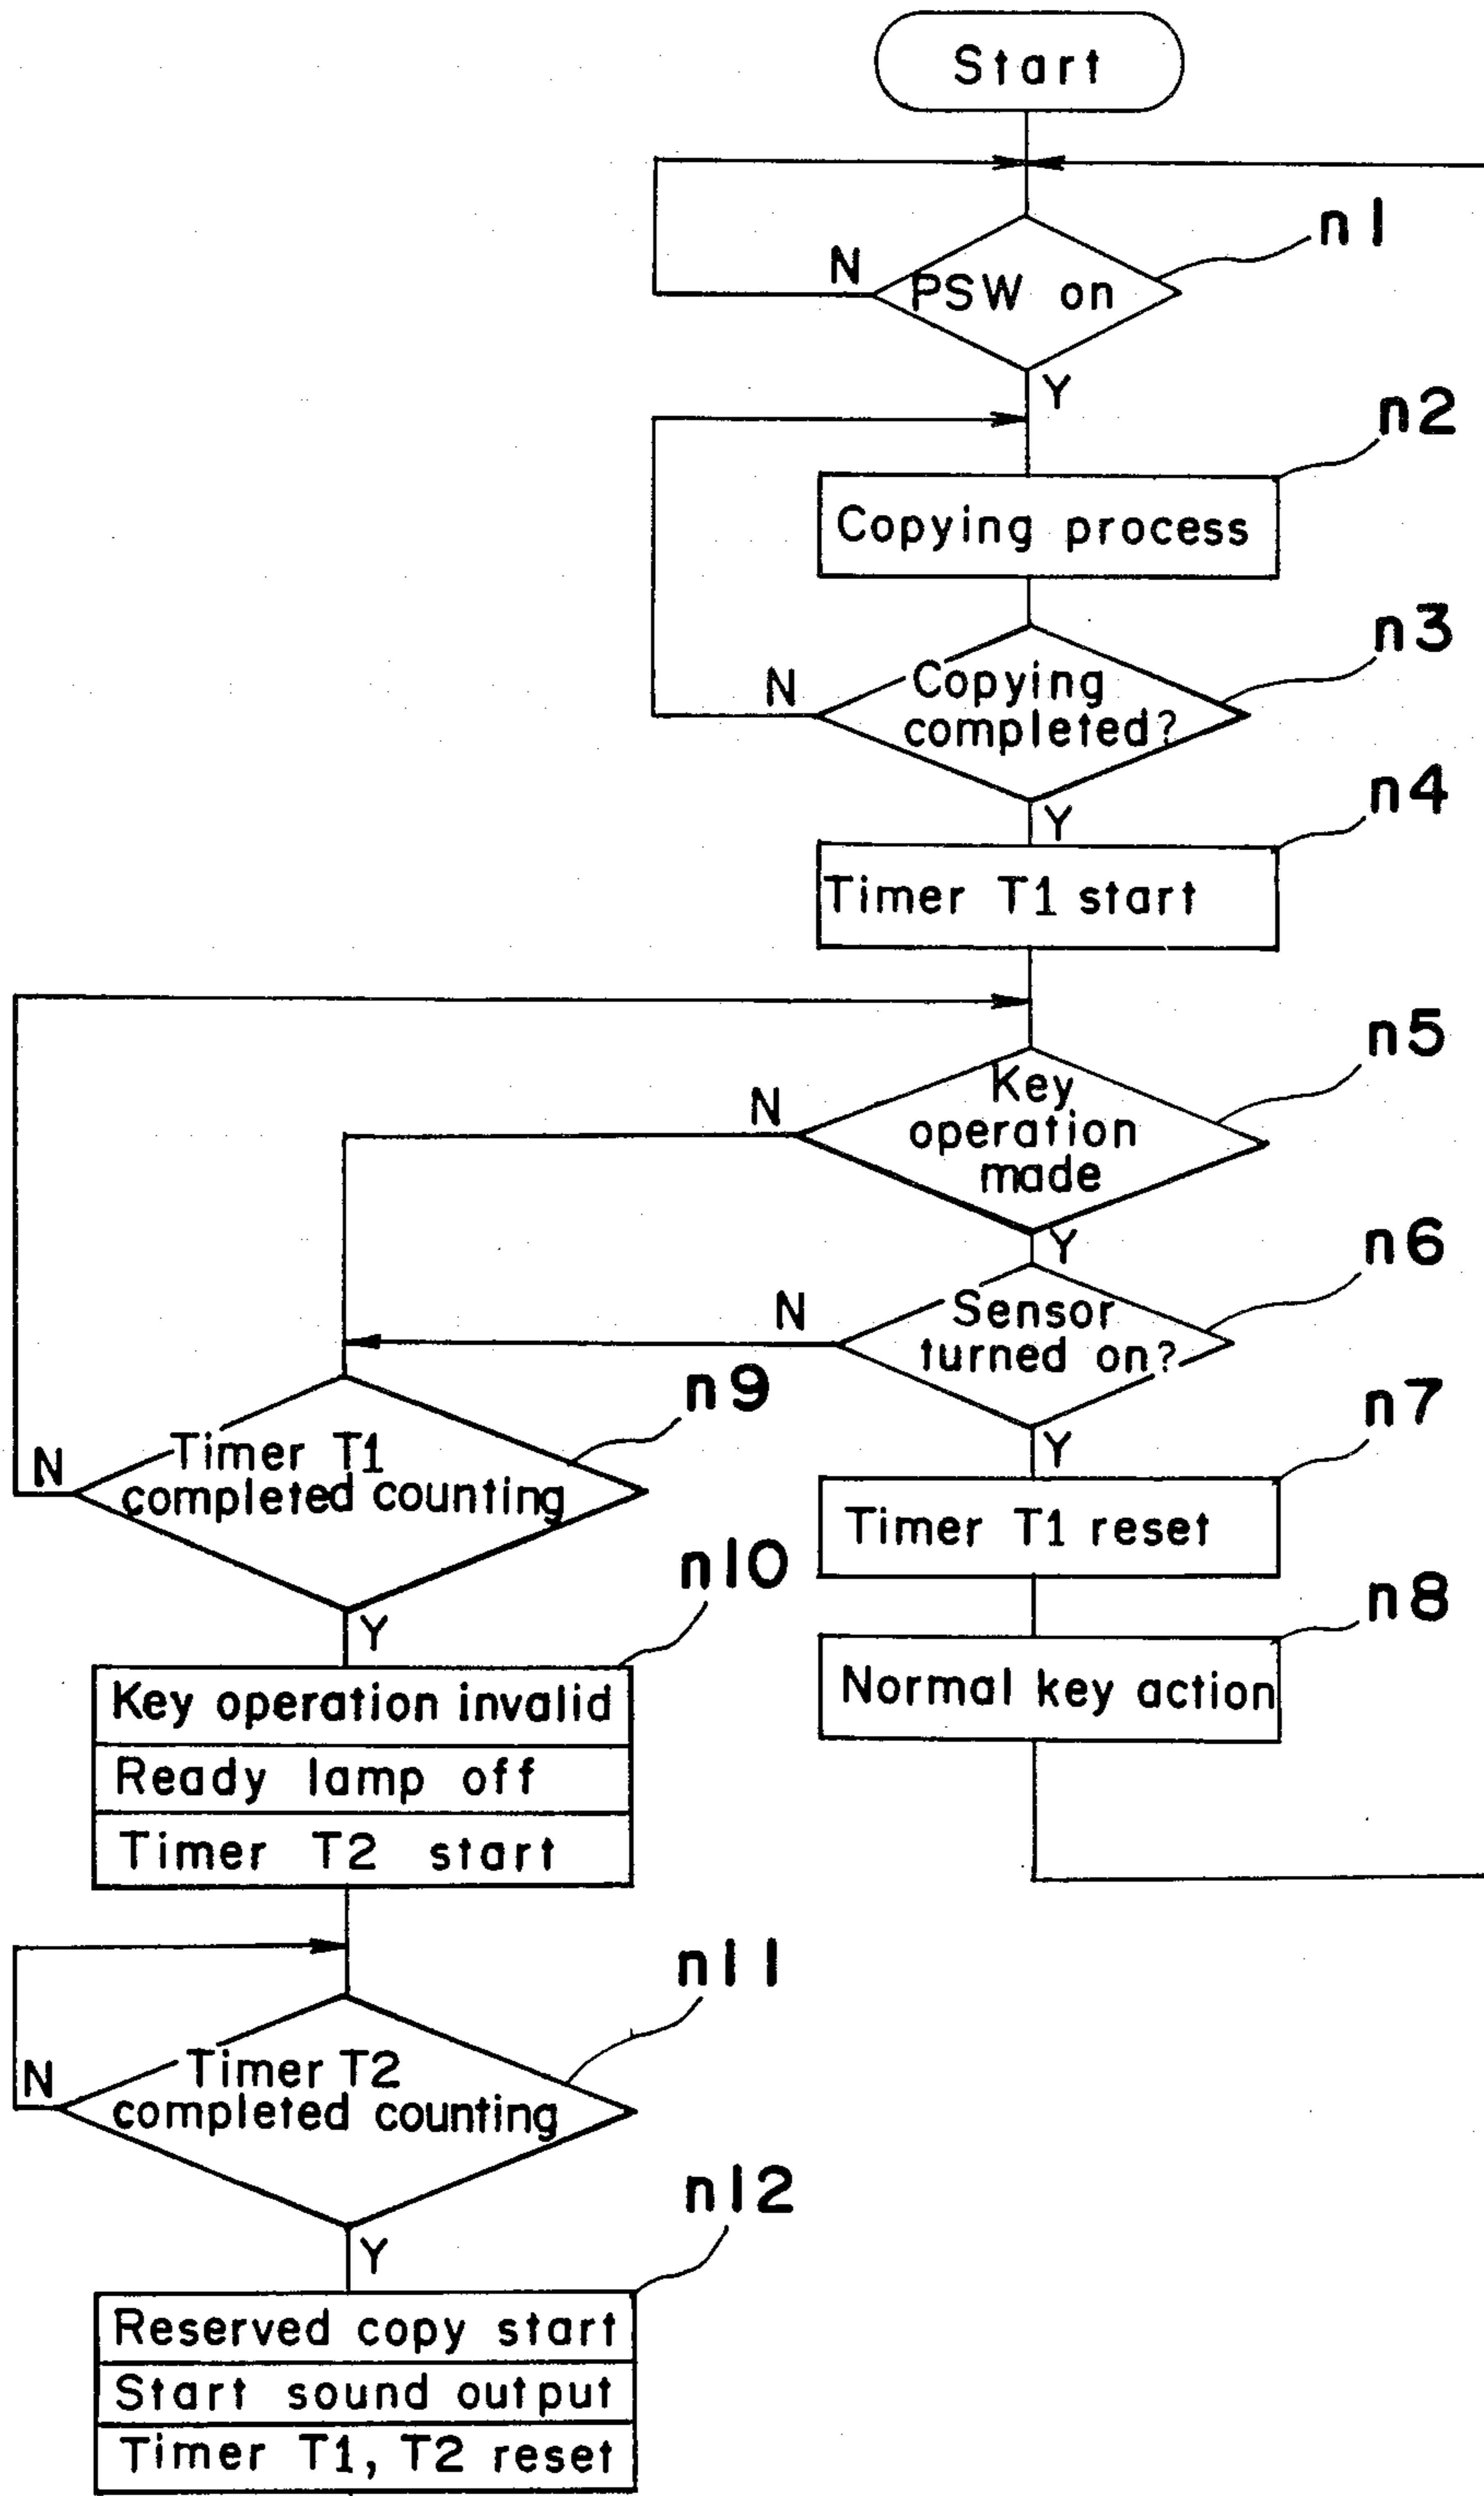 Start
n1
N
PSW on
Y
n2
Copying process
n3
N
Copying
completed?
n4
Y
Timer T1 start
n5
N
Key
operation
made
Y
n6
N
Sensor
turned on?
n9
n7
Y
N
Timer T1
completed counting
Timer T1 reset
n10
n8
Y
Key operation invalid
Normal key action
Ready lamp off
Timer T2 start
n11
N
Timer T2
completed counting
n12
Y
Reserved copy start
Start sound output
Timer T1, T2 reset